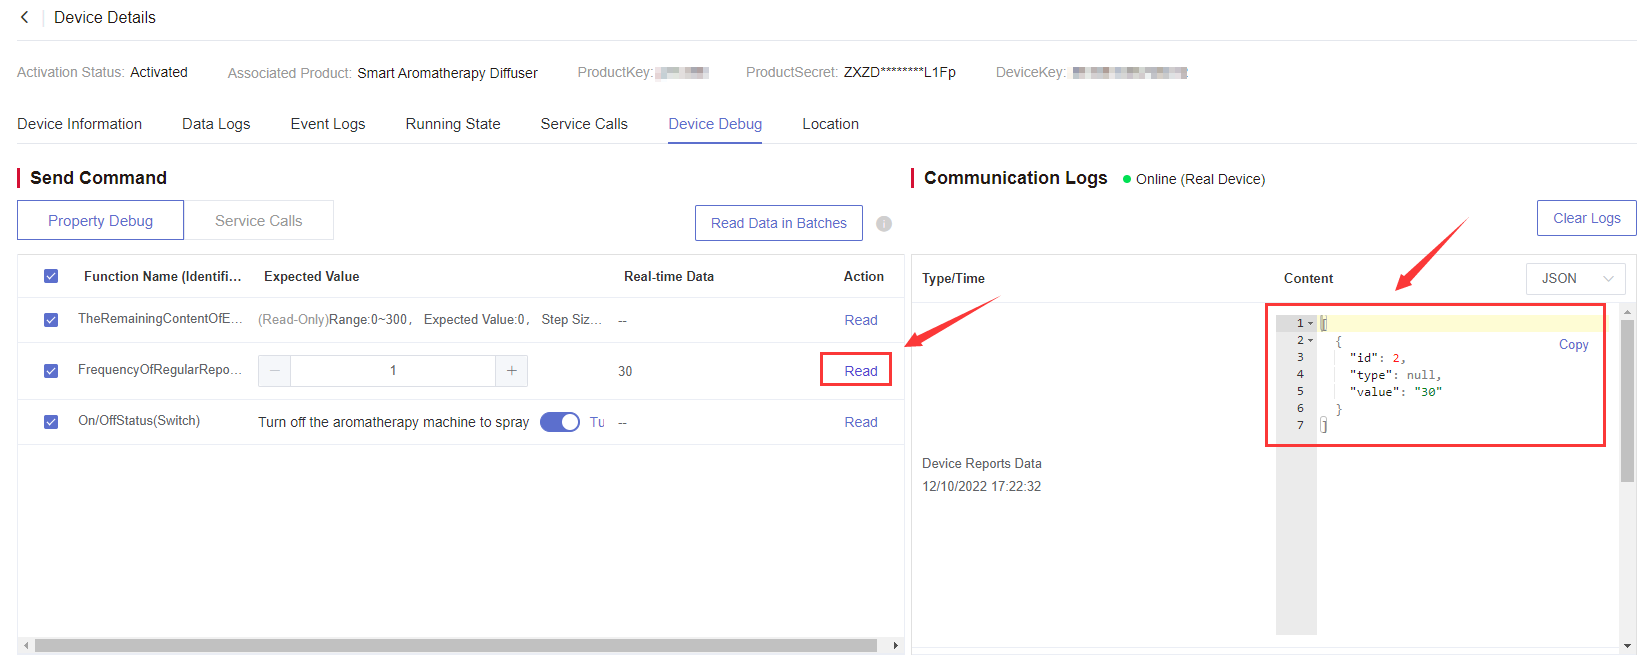 Device Details
Activation Status: Activated Associated Product: Smart Aromatherapy Diffuser ProductKey: ProductSecret: ZXZD********L1Fp DeviceKey:
Device Information Data Logs Event Logs Running State Service Calls Device Debug Location
Send Command
Property Debug Service Calls Read Data in Batches
Function Name (Identifi... Expected Value Real-time Data Action
TheRemainingContentOfE... (Read-Only)Range:0~300, Expected Value:0, Step Siz... -- Read
FrequencyOfRegularRepo... − 1 + 30 Read
On/OffStatus(Switch) Turn off the aromatherapy machine to spray Tu -- Read
Communication Logs Online (Real Device)
Clear Logs
Type/Time Content JSON
Device Reports Data
12/10/2022 17:22:32
1 [
2 {
3 "id": 2,
4 "type": null,
5 "value": "30"
6 }
7 ]
Copy